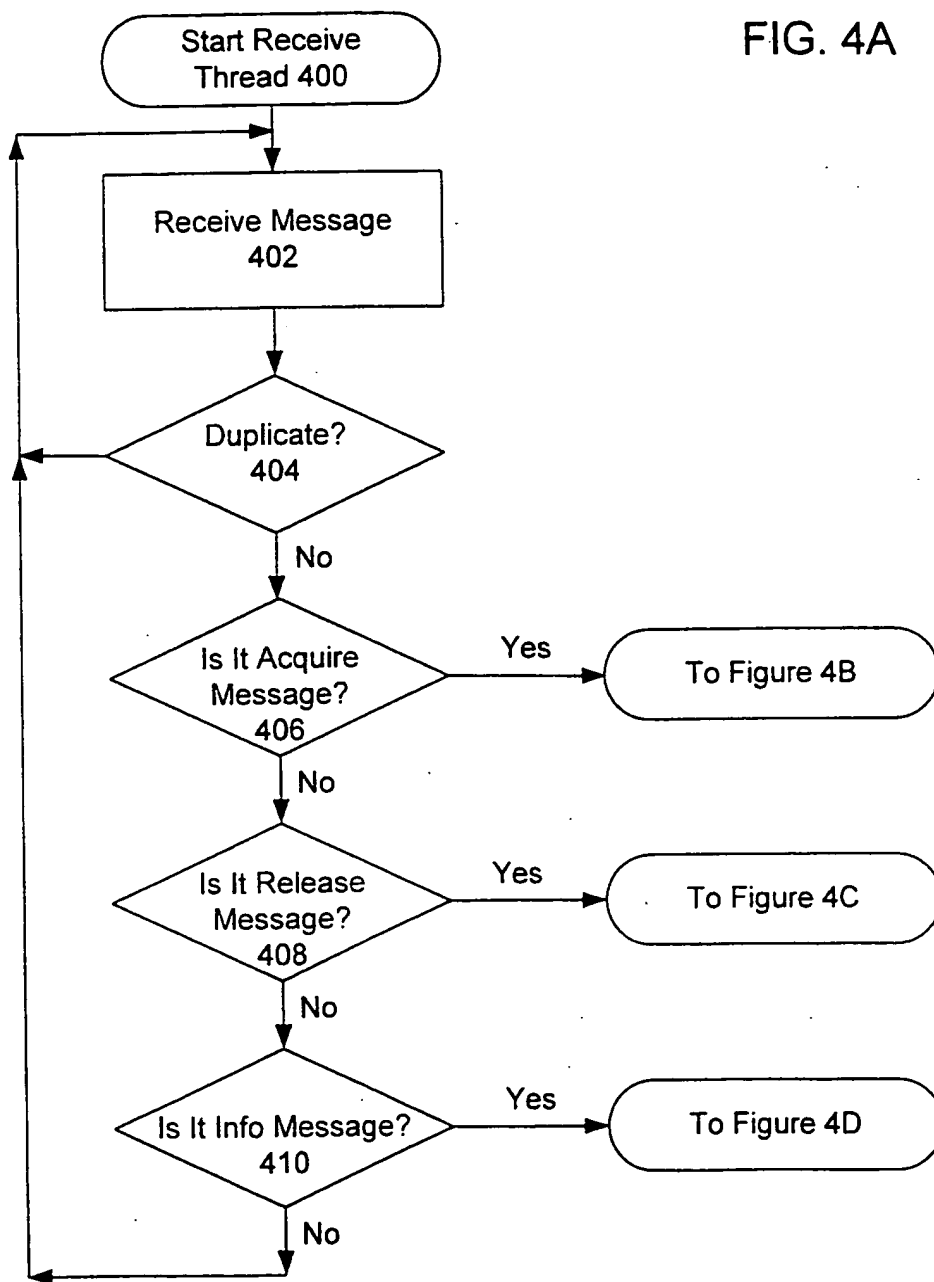 FIG. 4A
Start Receive
Thread 400
Receive Message
402
Duplicate?
404
No
Is It Acquire
Message?
406
Yes
To Figure 4B
No
Is It Release
Message?
408
Yes
To Figure 4C
No
Is It Info Message?
410
Yes
To Figure 4D
No